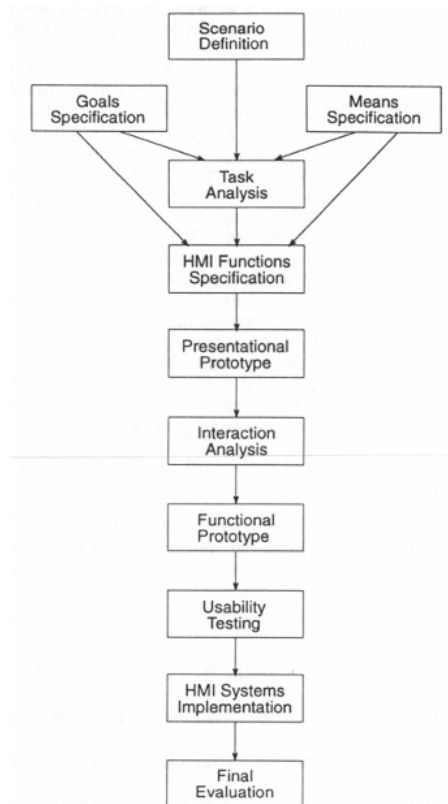 Scenario
Definition
Goals
Specification
Means
Specification
Task
Analysis
HMI Functions
Specification
Presentational
Prototype
Interaction
Analysis
Functional
Prototype
Usability
Testing
HMI Systems
Implementation
Final
Evaluation